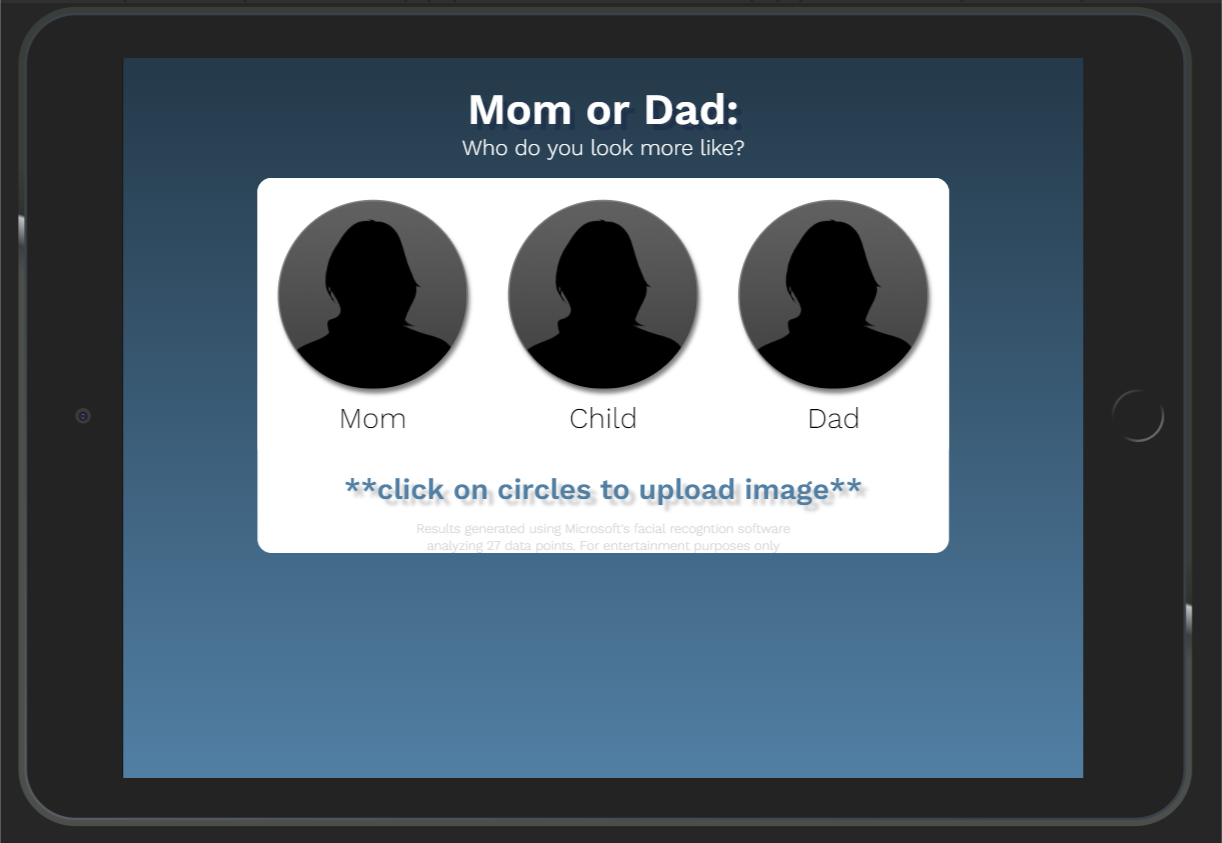 Mom or Dad:
Who do you look more like?
Mom
Child
Dad
**click on circles to upload image**
Results generated using Microsoft's facial recogntion software
analyzing 27 data points. For entertainment purposes only